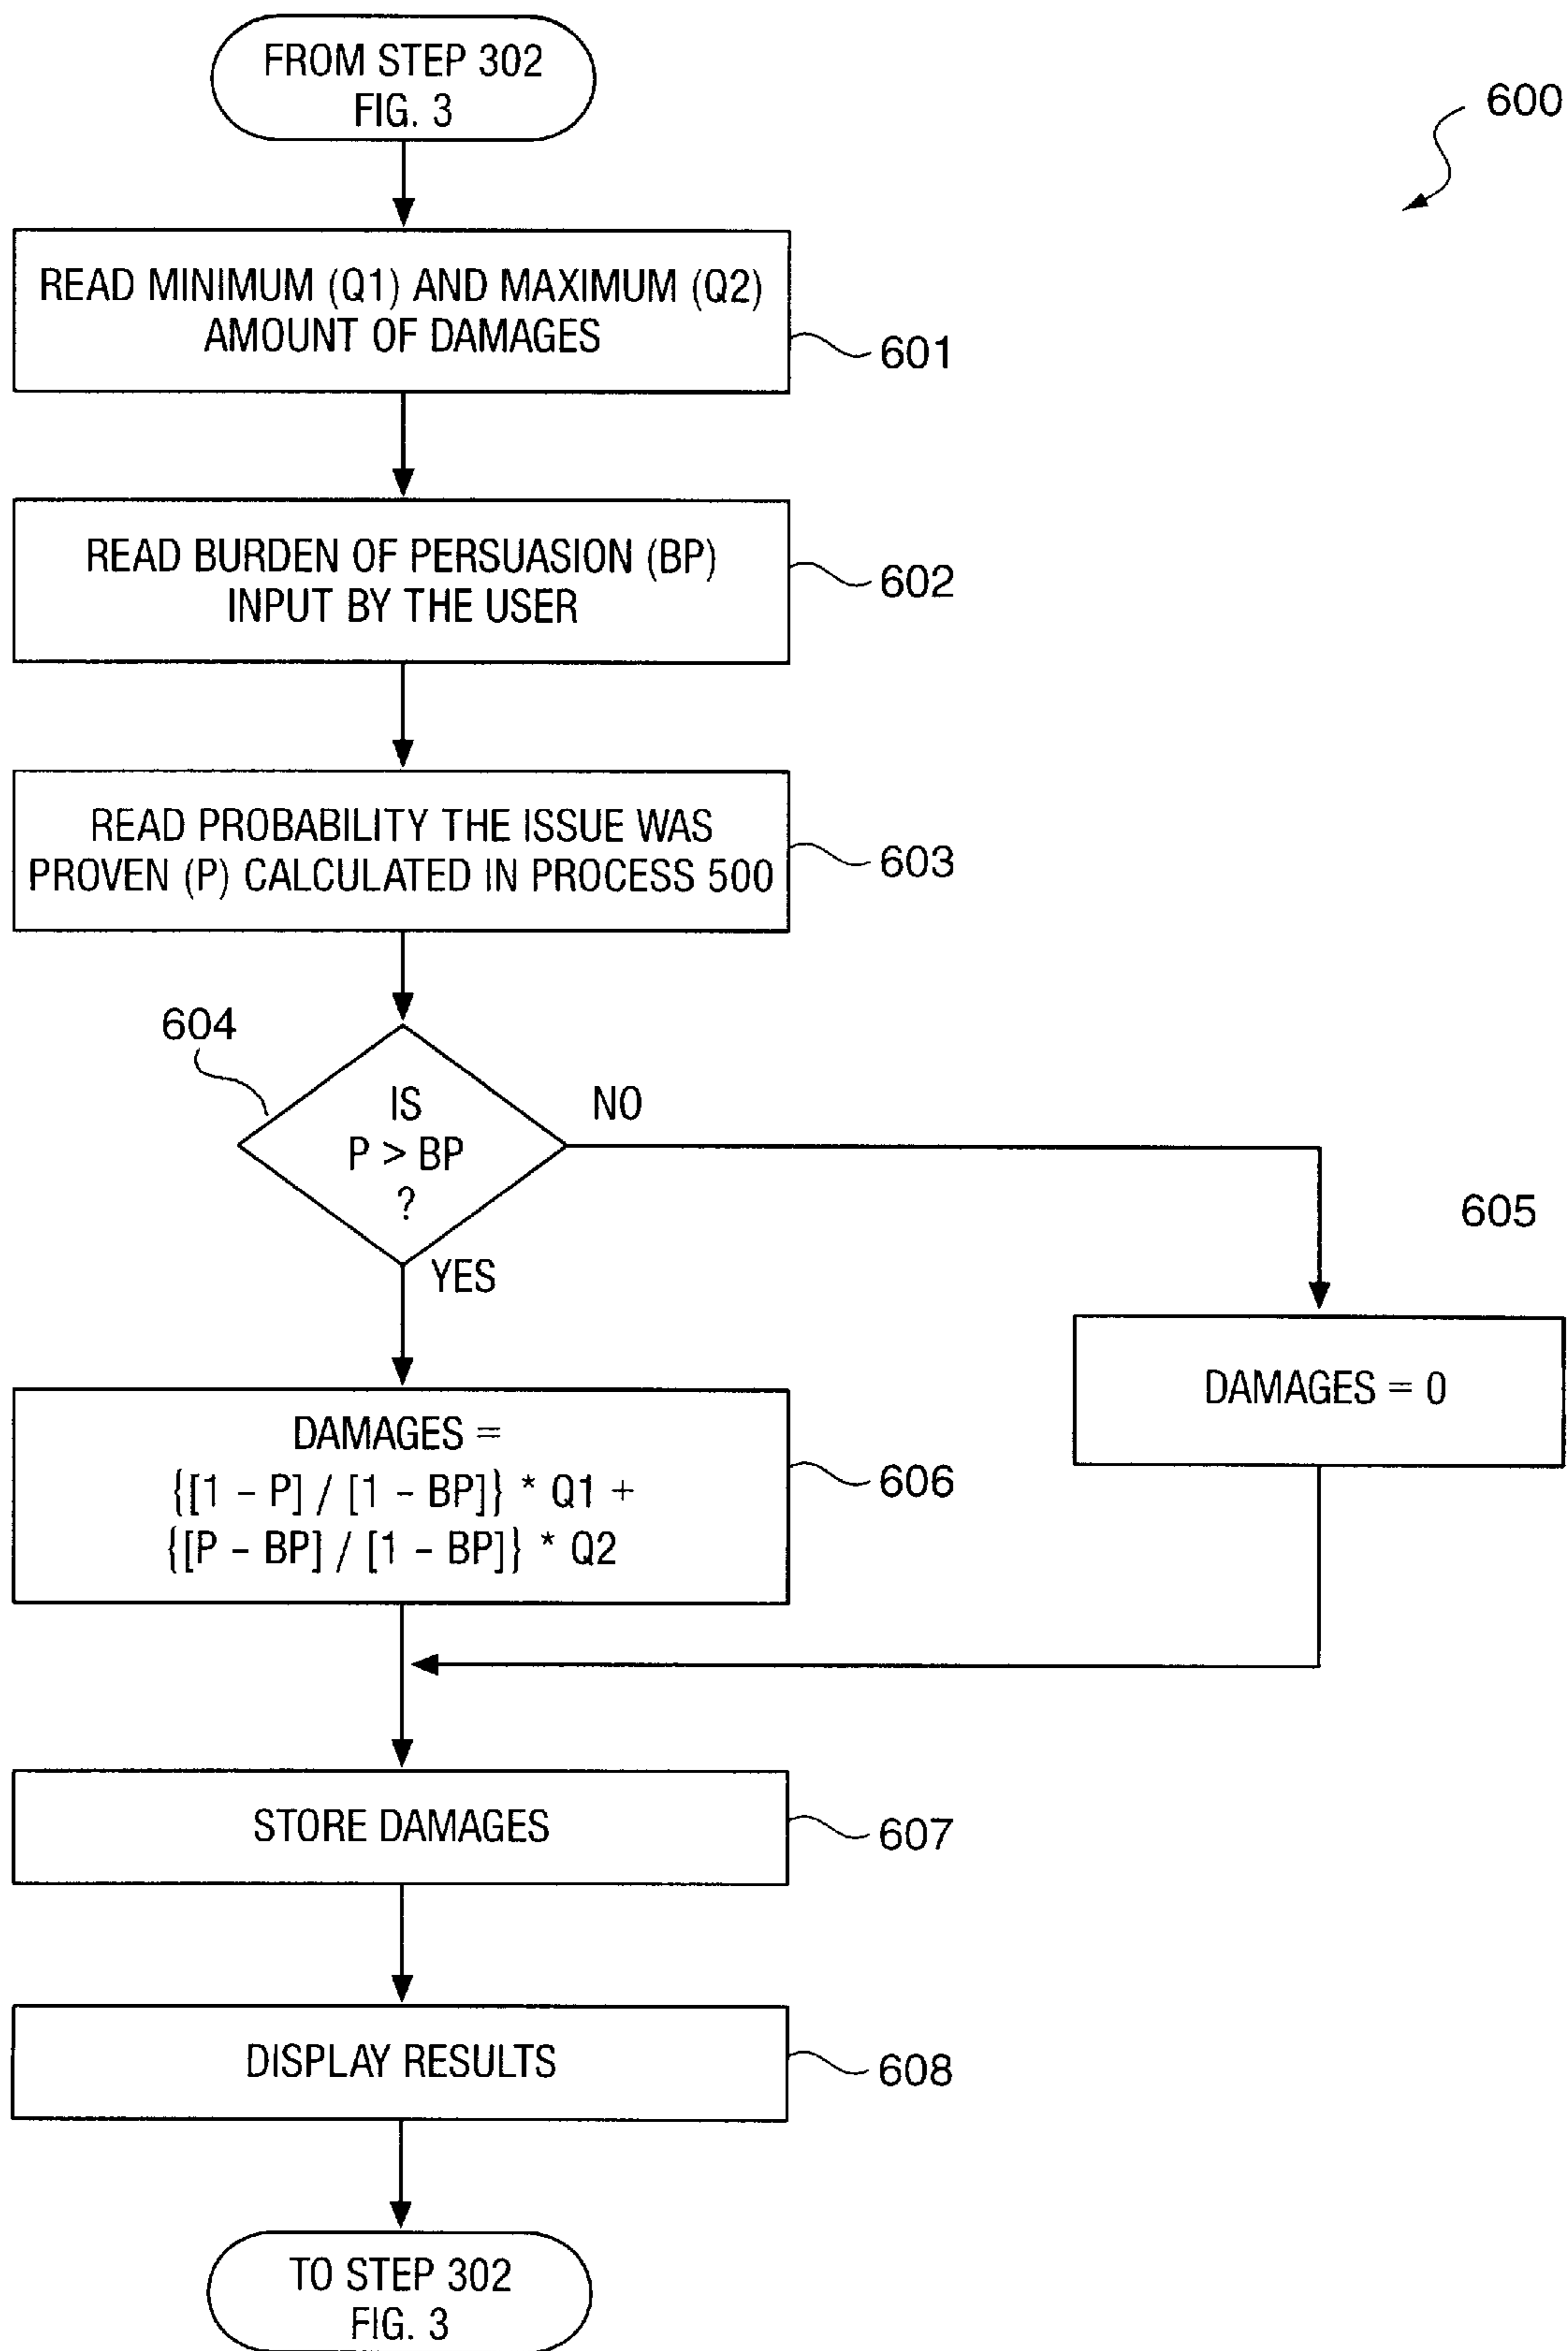 FROM STEP 302
FIG. 3
600
READ MINIMUM (Q1) AND MAXIMUM (Q2)
AMOUNT OF DAMAGES
601
READ BURDEN OF PERSUASION (BP)
INPUT BY THE USER
602
READ PROBABILITY THE ISSUE WAS
PROVEN (P) CALCULATED IN PROCESS 500
603
604
IS
P > BP
?
NO
YES
605
DAMAGES = 0
DAMAGES =
{[1 – P] / [1 – BP]} * Q1 +
{[P – BP] / [1 – BP]} * Q2
606
STORE DAMAGES
607
DISPLAY RESULTS
608
TO STEP 302
FIG. 3